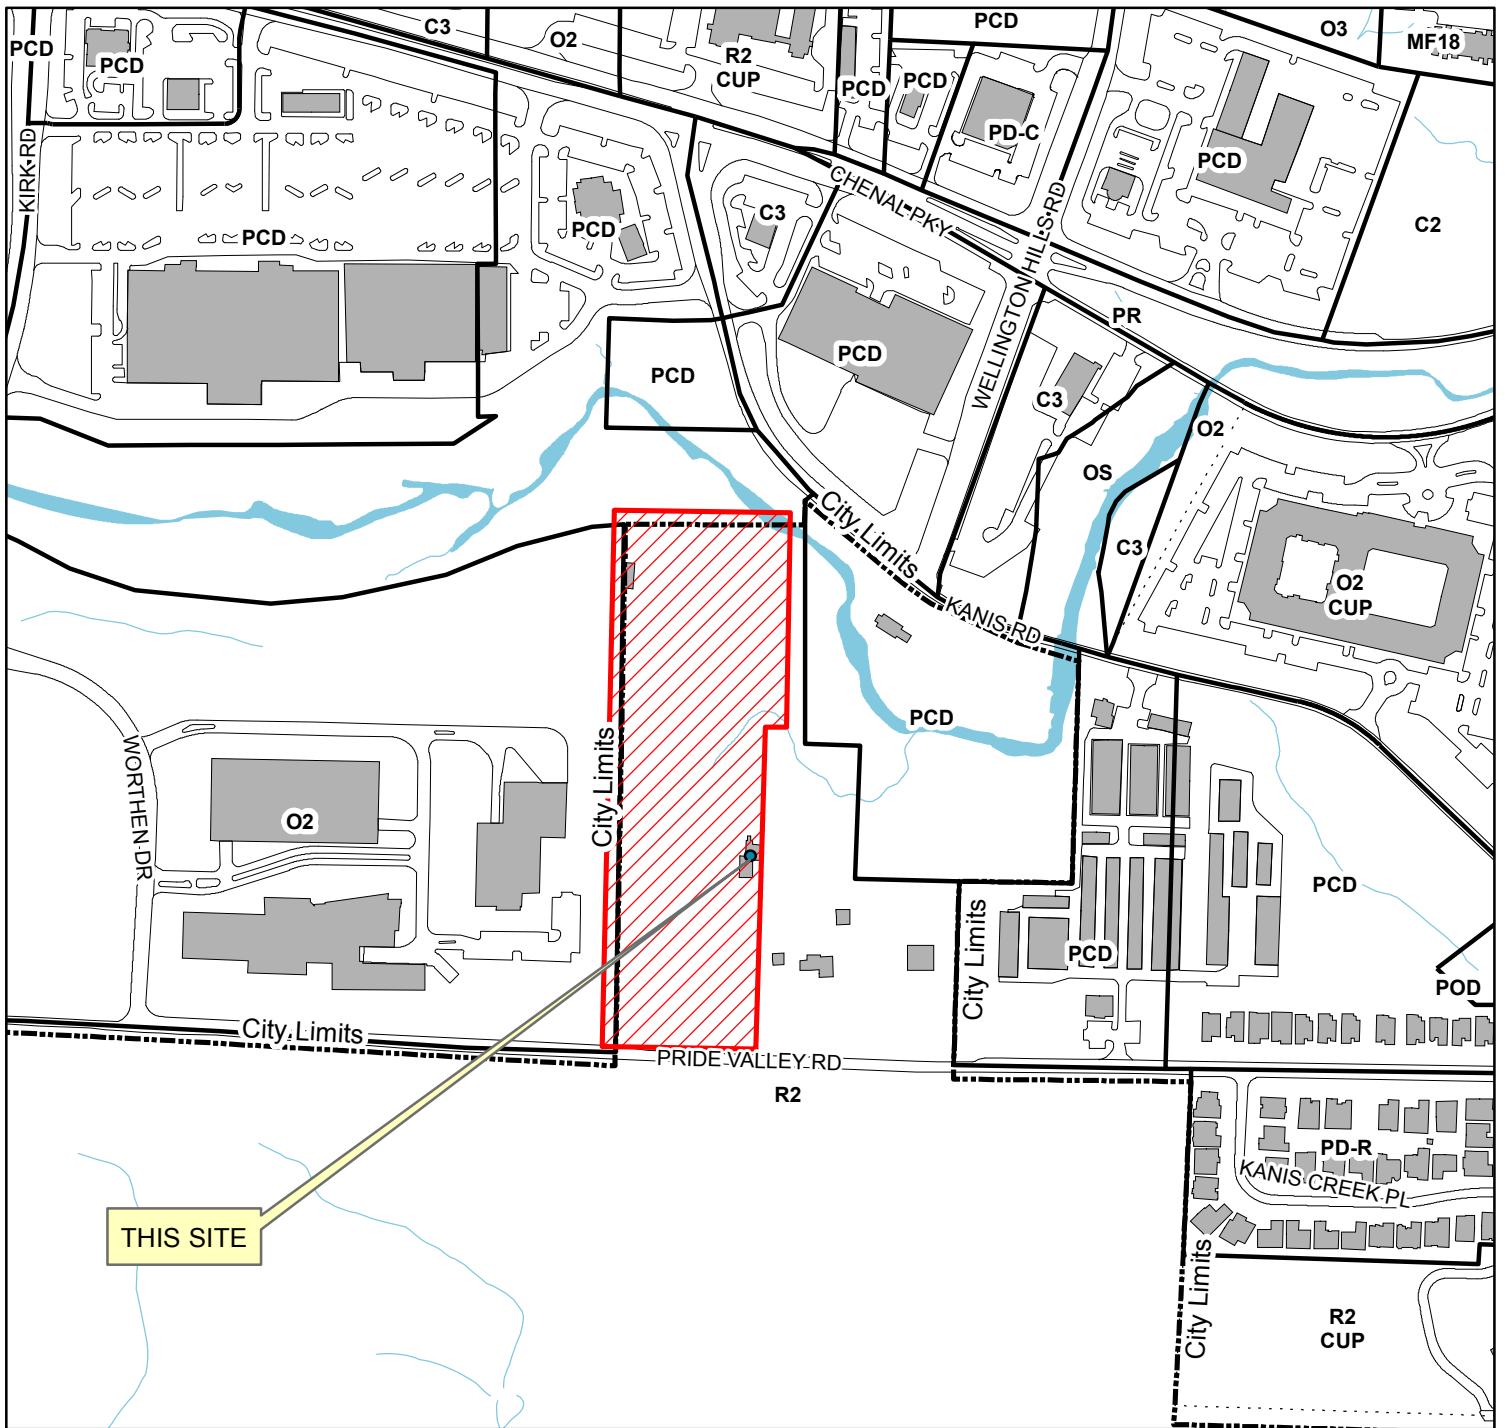 C3
PCD
O3
PCD
O2
MF18
PCD
R2
CUP
PCD
PCD
PD-C
PCD
KIRK RD
CHENAL PKY
WELLINGTON HILLS RD
C3
C2
PCD
PCD
PR
PCD
PCD
C3
O2
OS
City Limits
C3
O2
CUP
KANIS RD
PCD
City Limits
WORTHEN DR
O2
PCD
City Limits
PCD
POD
City Limits
PRIDE VALLEY RD
R2
PD-R
KANIS CREEK PL
THIS SITE
City Limits
R2
CUP